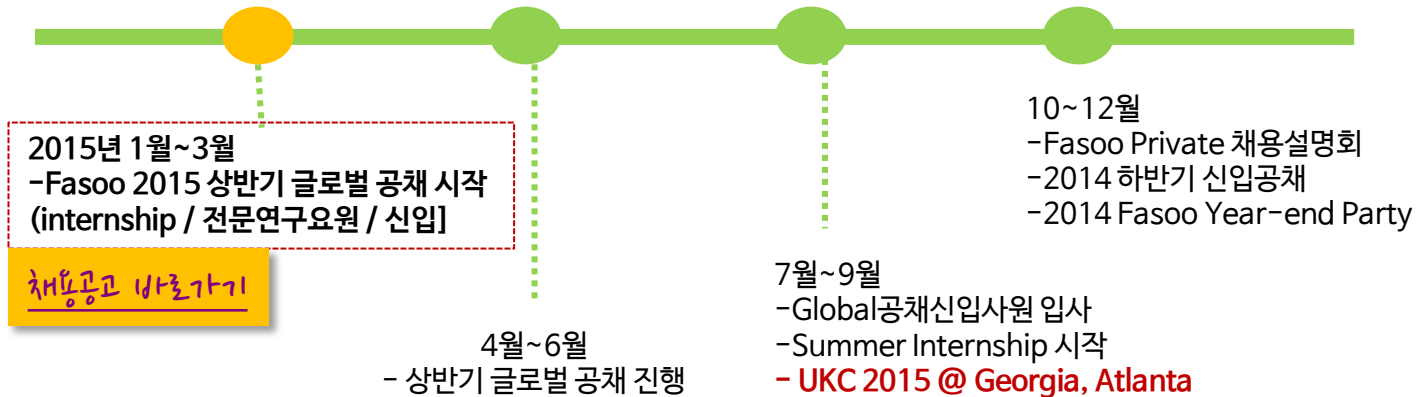 2015년 1월~3월
-Fasoo 2015 상반기 글로벌 공채 시작
(internship / 전문연구요원 / 신입]
채용공고 바로가기
4월~6월
- 상반기 글로벌 공채 진행
7월~9월
-Global공채신입사원 입사
-Summer Internship 시작
- UKC 2015 @ Georgia, Atlanta
10~12월
-Fasoo Private 채용설명회
-2014 하반기 신입공채
-2014 Fasoo Year-end Party